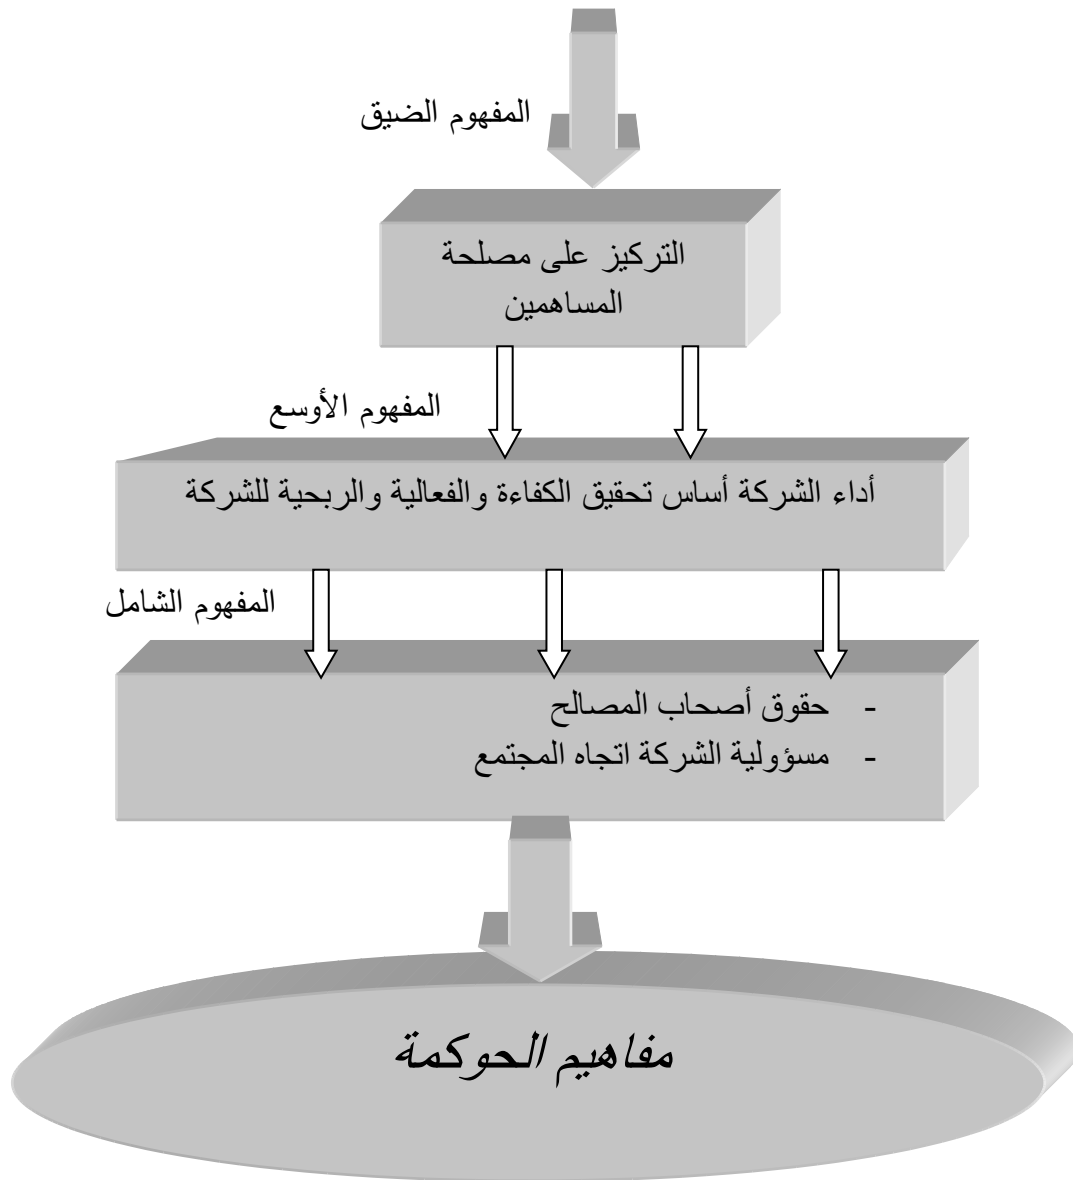 المفهوم الضيق
التركيز على مصلحة
المساهمين
المفهوم الأوسع
أداء الشركة أساس تحقيق الكفاءة والفعالية والربحية للشركة
المفهوم الشامل
- حقوق أصحاب المصالح
- مسؤولية الشركة اتجاه المجتمع
مفاهيم الحوكمة